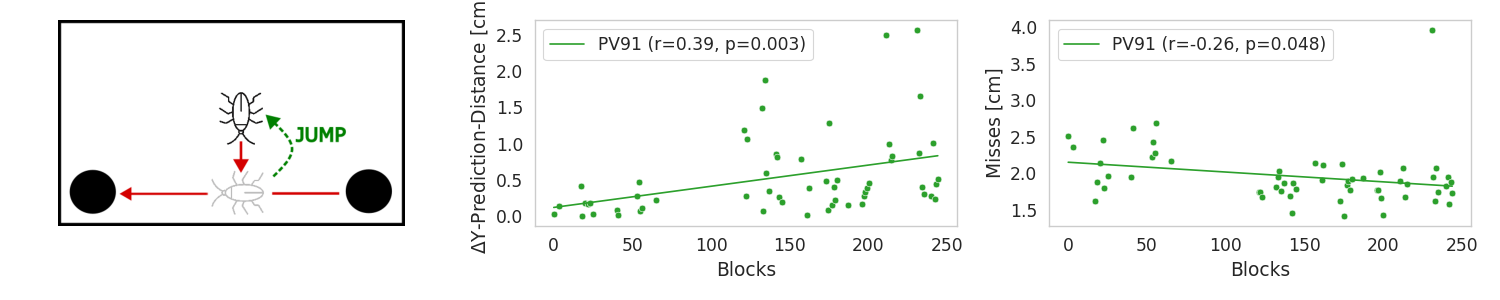 JUMP
ΔY-Prediction-Distance [cm
2.5
2.0
1.5
1.0
0.5
0.0
PV91 (r=0.39, p=0.003)
0 50 100 150 200 250
Blocks
Misses [cm]
4.0
3.5
3.0
2.5
2.0
1.5
PV91 (r=-0.26, p=0.048)
0 50 100 150 200 250
Blocks